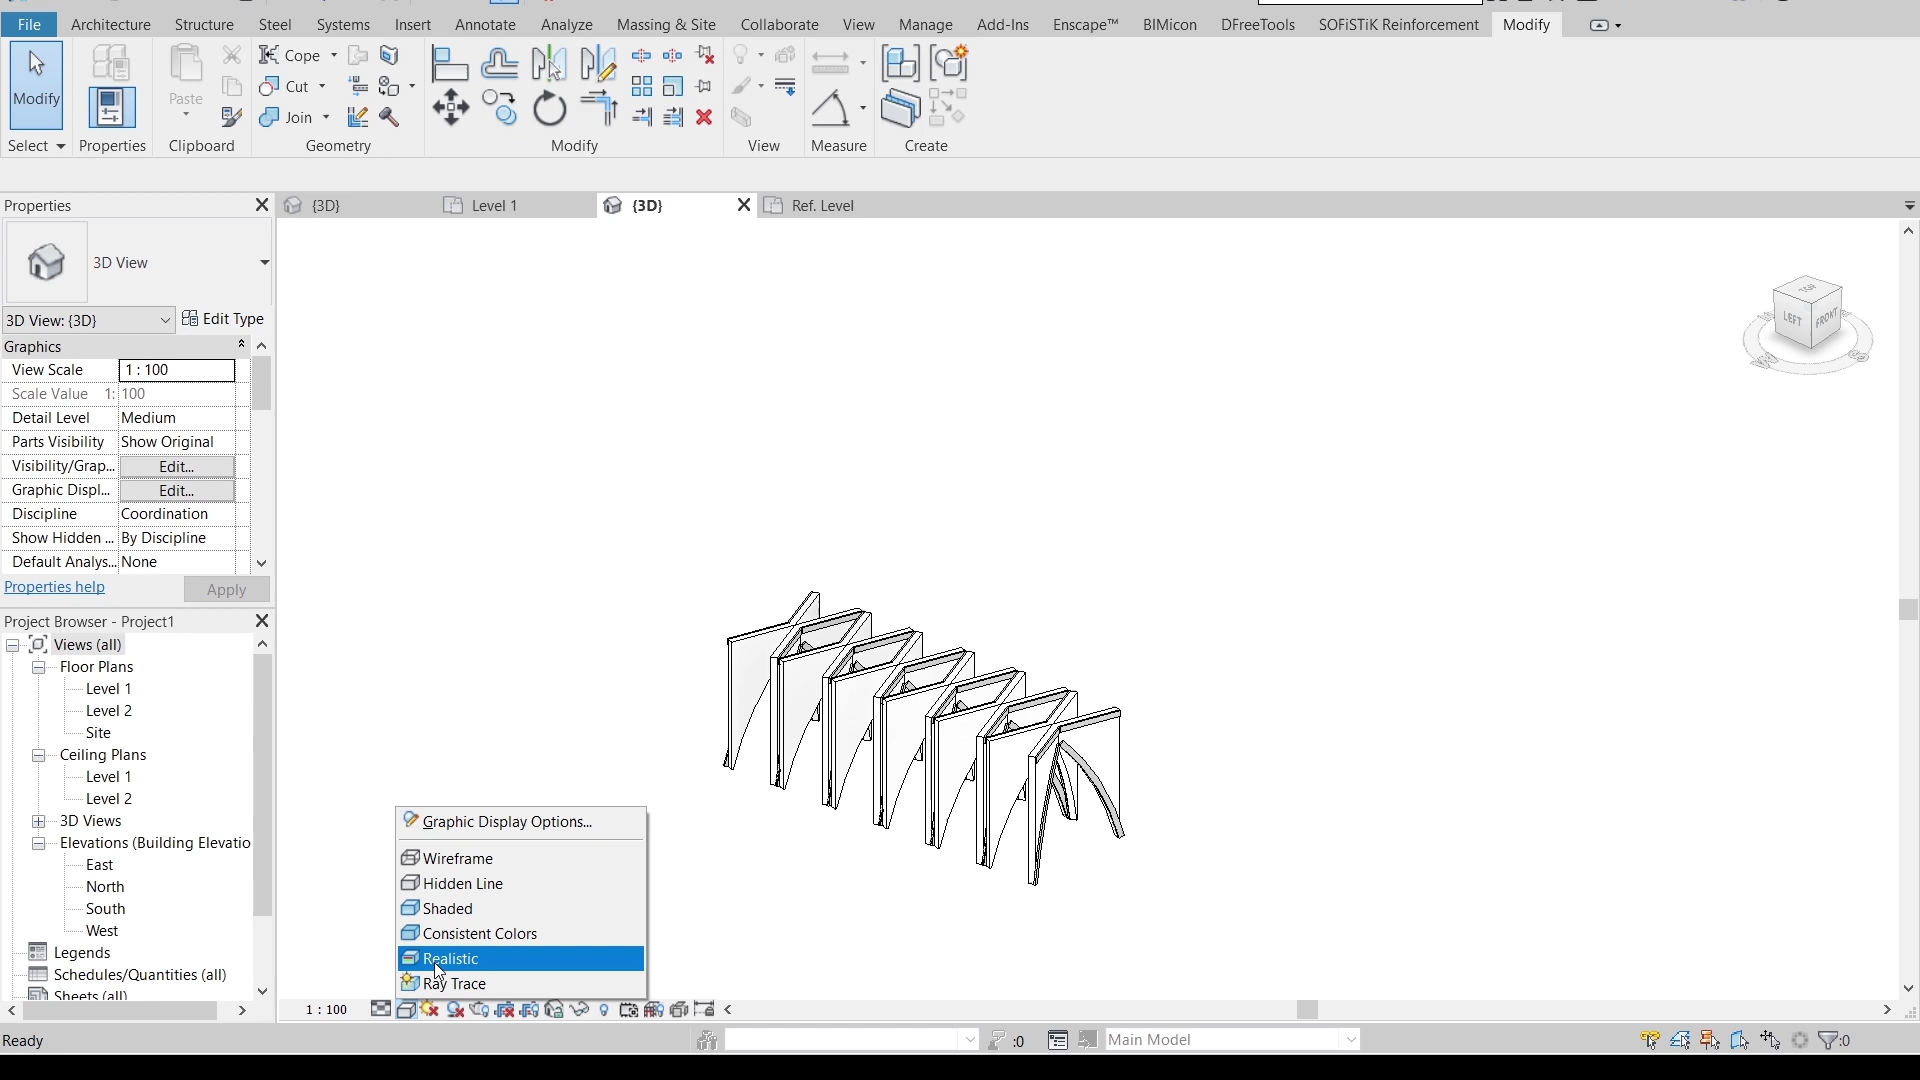 File Architecture Structure Steel Systems Insert Annotate Analyze Massing & Site Collaborate View Manage Add-Ins Enscape™ BIMicon DFreeTools SOFiSTiK Reinforcement Modify
Modify
Paste
Cope
Cut
Join
Select Properties Clipboard Geometry Modify View Measure Create
Properties
{3D} Level 1 {3D} Ref. Level
3D View
3D View: {3D} Edit Type
Graphics
View Scale 1 : 100
Scale Value 1: 100
Detail Level Medium
Parts Visibility Show Original
Visibility/Grap... Edit...
Graphic Displ... Edit...
Discipline Coordination
Show Hidden ... By Discipline
Default Analys... None
Properties help Apply
TOP
LEFT FRONT
Project Browser - Project1
Views (all)
Floor Plans
Level 1
Level 2
Site
Ceiling Plans
Level 1
Level 2
3D Views
Elevations (Building Elevatio
East
North
South
West
Legends
Schedules/Quantities (all)
Sheets (all)
Graphic Display Options...
Wireframe
Hidden Line
Shaded
Consistent Colors
Realistic
Ray Trace
1 : 100
Ready
:0
Main Model
:0